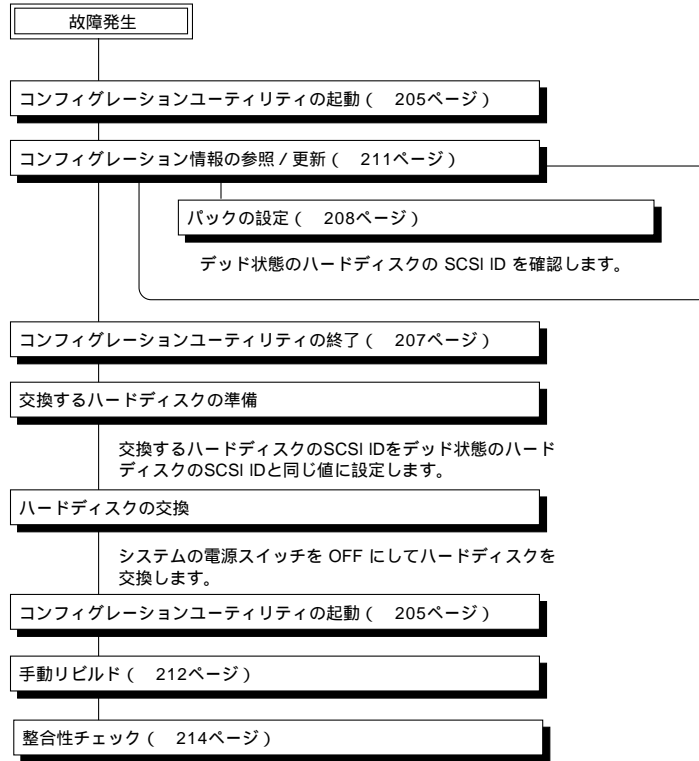 故障発生
コンフィグレーションユーティリティの起動（　205ページ）
コンフィグレーション情報の参照／更新（　211ページ）
パックの設定（　208ページ）
デッド状態のハードディスクの SCSI ID を確認します。
コンフィグレーションユーティリティの終了（　207ページ）
交換するハードディスクの準備
交換するハードディスクのSCSI IDをデッド状態のハード
ディスクのSCSI IDと同じ値に設定します。
ハードディスクの交換
システムの電源スイッチを OFF にしてハードディスクを
交換します。
コンフィグレーションユーティリティの起動（　205ページ）
手動リビルド（　212ページ）
整合性チェック（　214ページ）